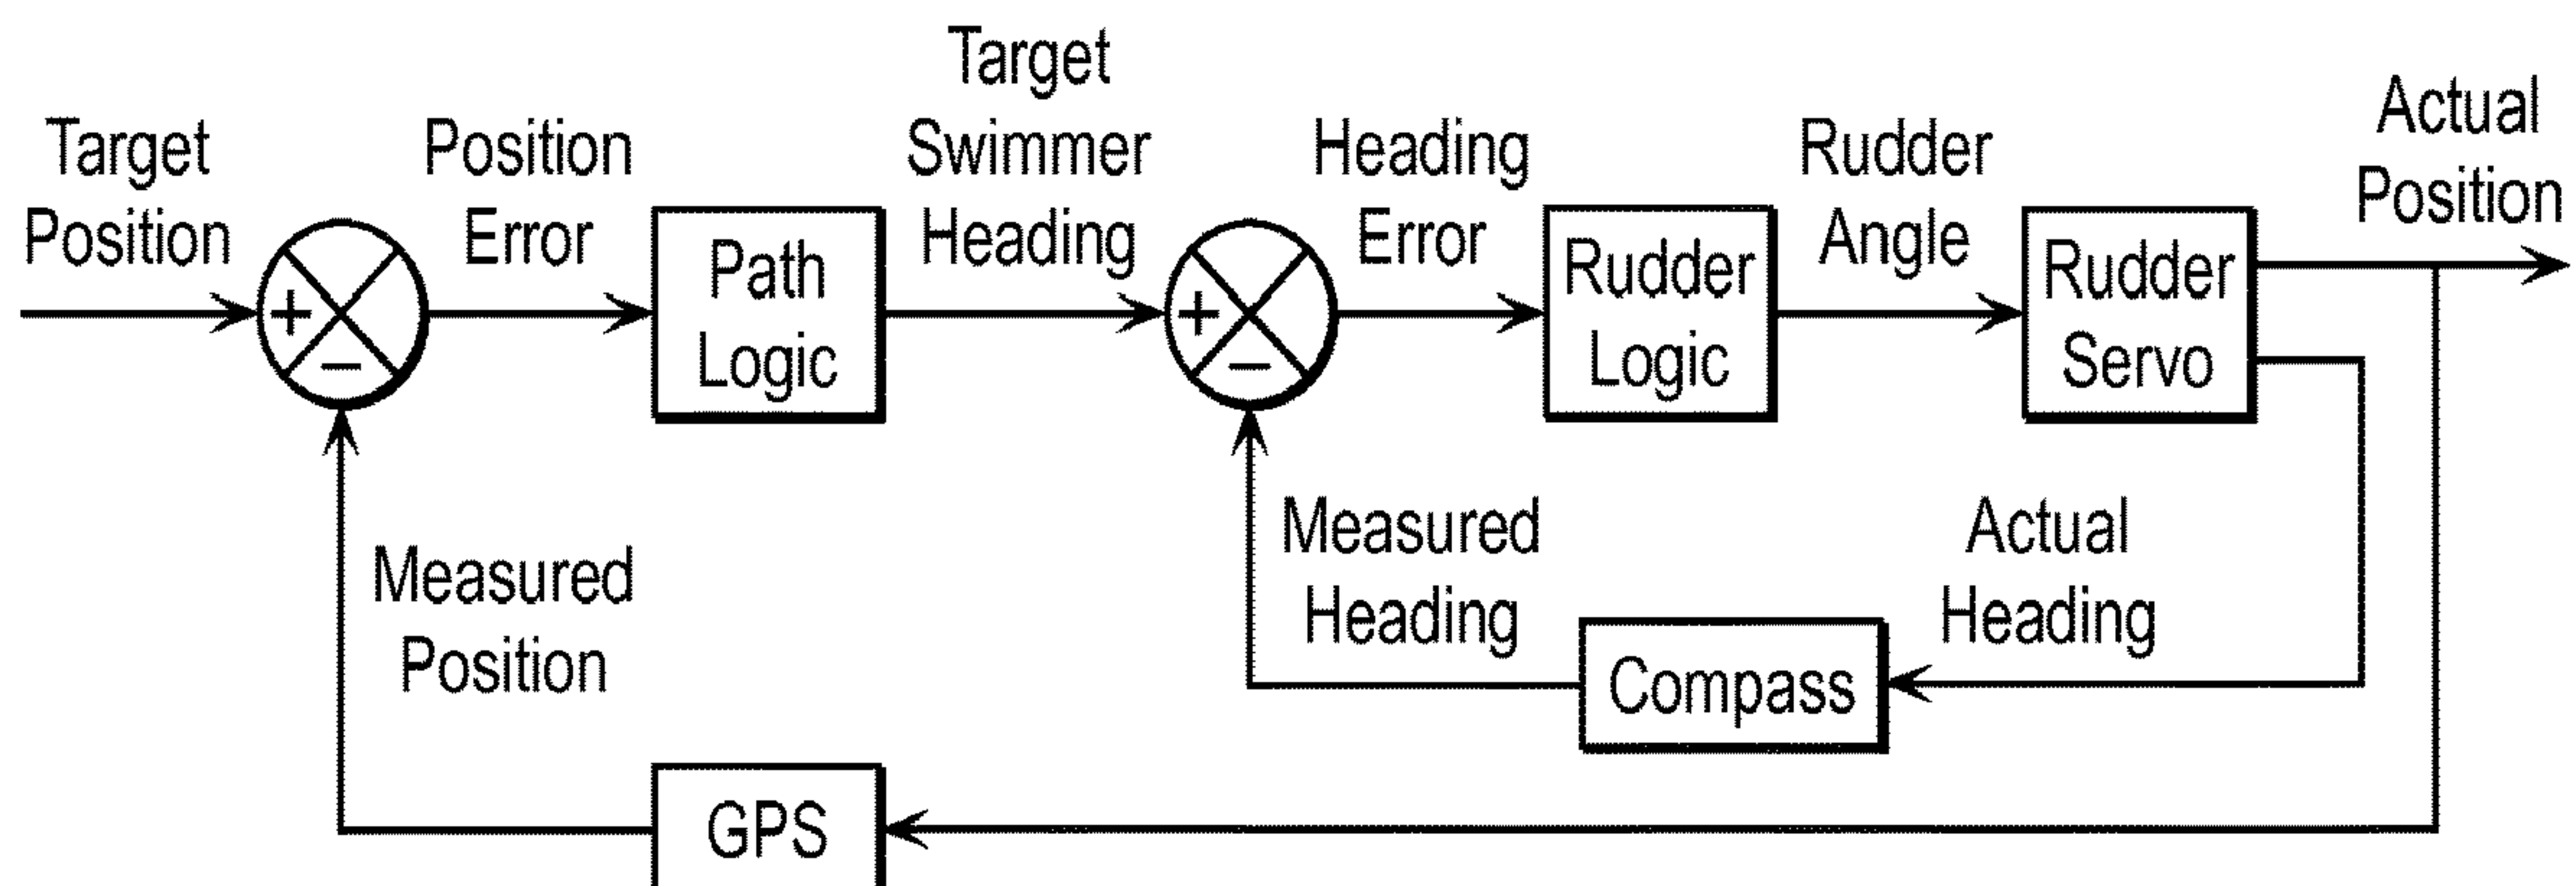 Target
Position
Position
Error
Target
Swimmer
Heading
Heading
Error
Rudder
Angle
Actual
Position
+
−
Path
Logic
+
−
Rudder
Logic
Rudder
Servo
Measured
Position
Measured
Heading
Actual
Heading
Compass
GPS